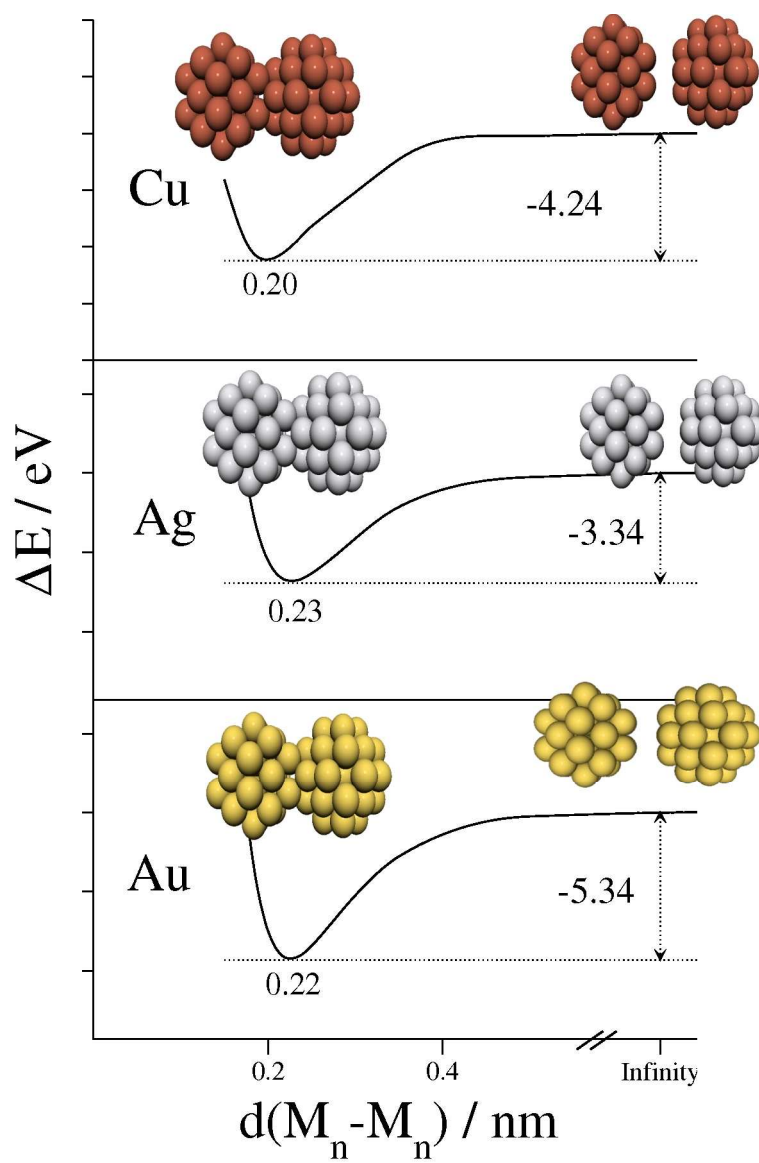 ΔE / eV
Cu
-4.24
0.20
Ag
-3.34
0.23
Au
-5.34
0.22
0.2 0.4 Infinity
d(Mn-Mn) / nm